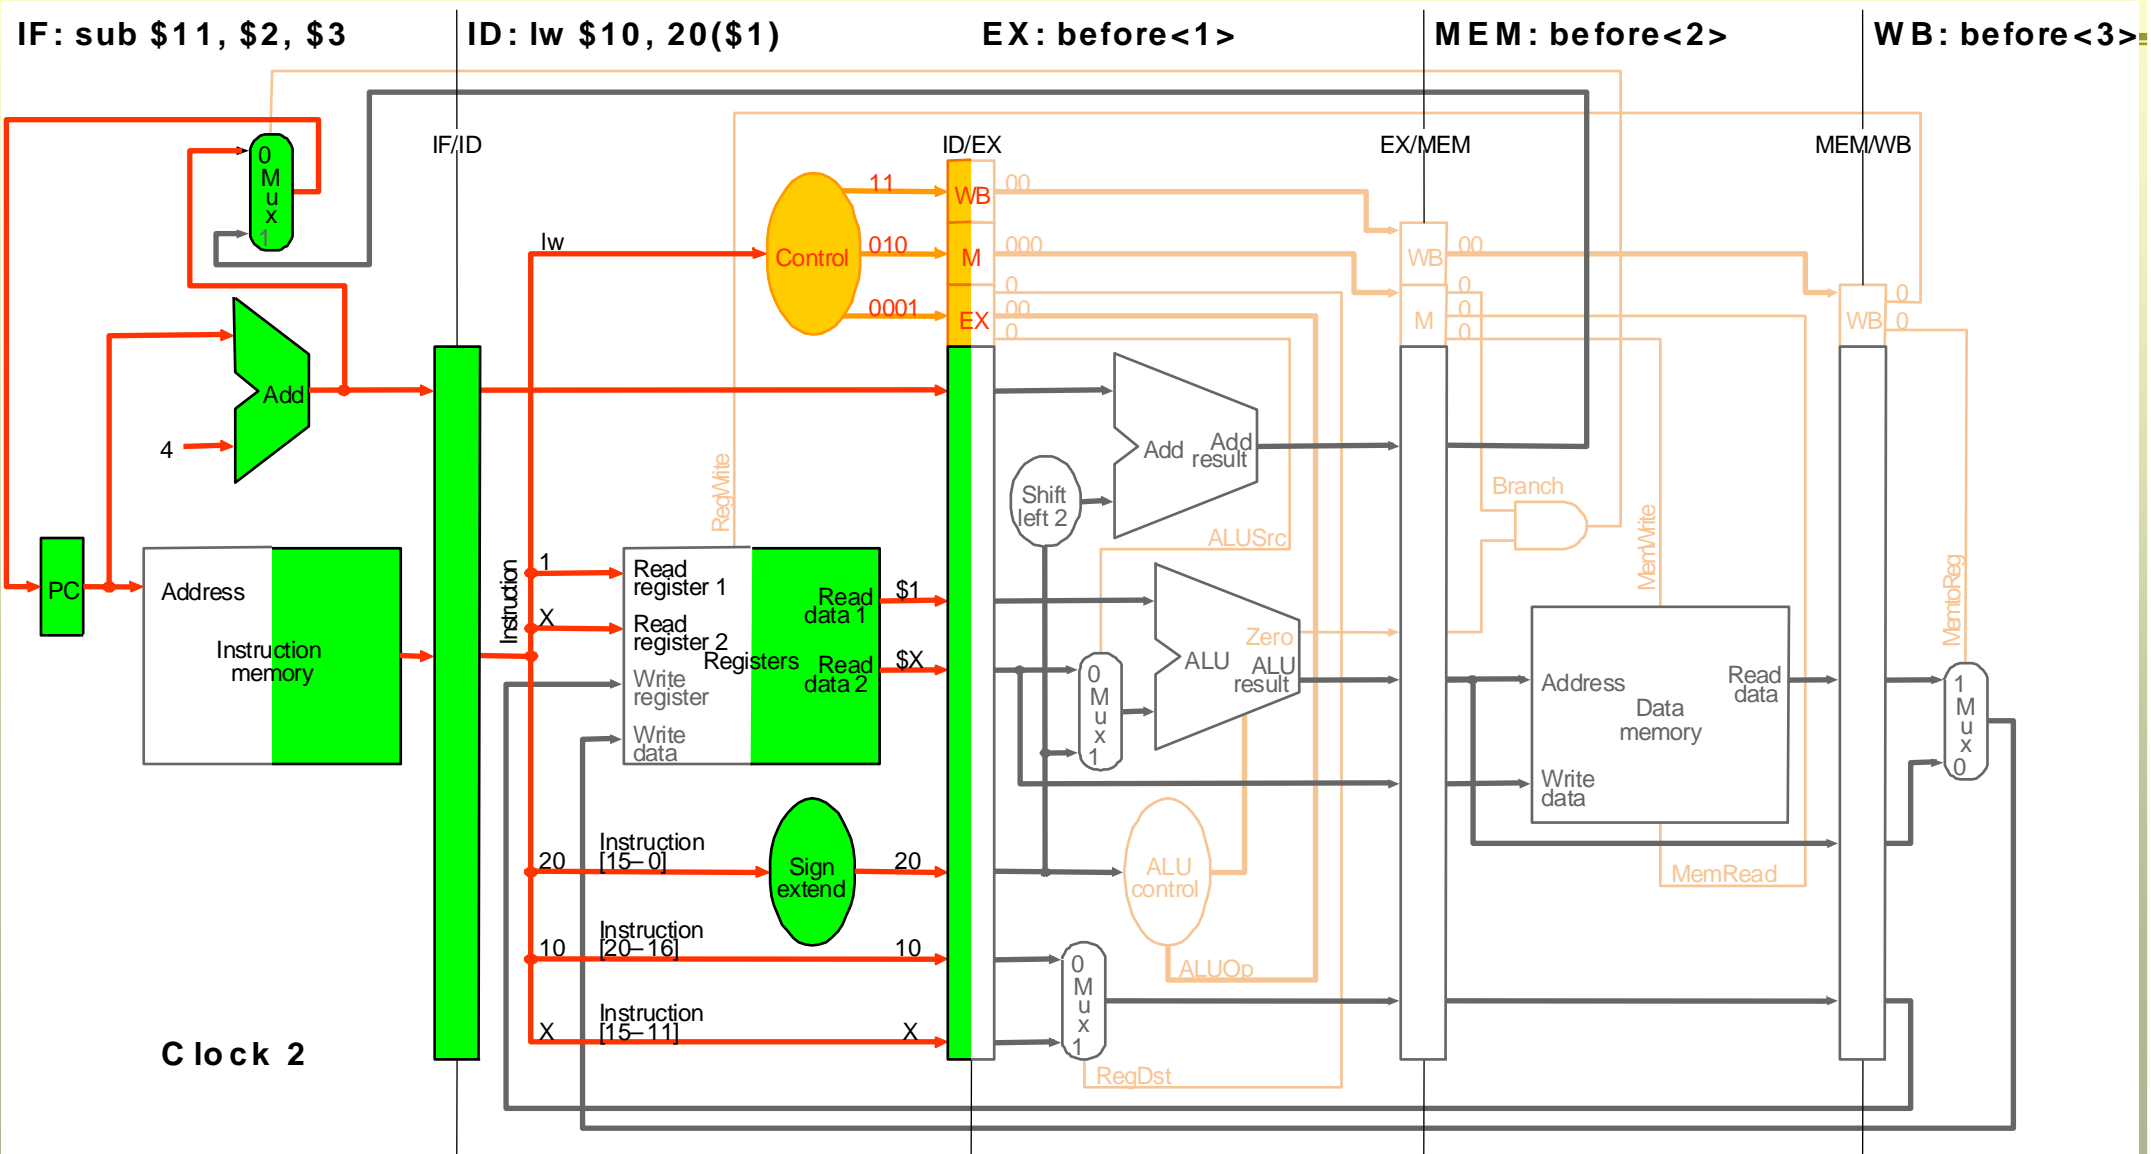 IF: sub $11, $2, $3
ID: lw $10, 20($1)
EX: before<1>
MEM: before<2>
WB: before<3>
IF/ID
ID/EX
EX/MEM
MEM/WB
0
M
u
x
1
Add
4
PC
Address
Instruction
memory
Instruction
lw
Control
11
010
0001
WB
M
EX
00
000
0
00
0
WB
M
00
0
0
0
WB
0
0
RegWrite
1
X
Read
register 1
Read
register 2
Write
register
Write
data
Registers
Read
data 1
Read
data 2
$1
$X
20
Instruction
[15–0]
Sign
extend
20
10
Instruction
[20–16]
10
X
Instruction
[15–11]
X
Add
Add
result
Shift
left 2
ALUSrc
0
M
u
x
1
ALU
Zero
ALU
result
ALU
control
ALUOp
0
M
u
x
1
RegDst
Branch
MemWrite
Address
Read
data
Data
memory
Write
data
MemRead
MemtoReg
1
M
u
x
0
Clock 2